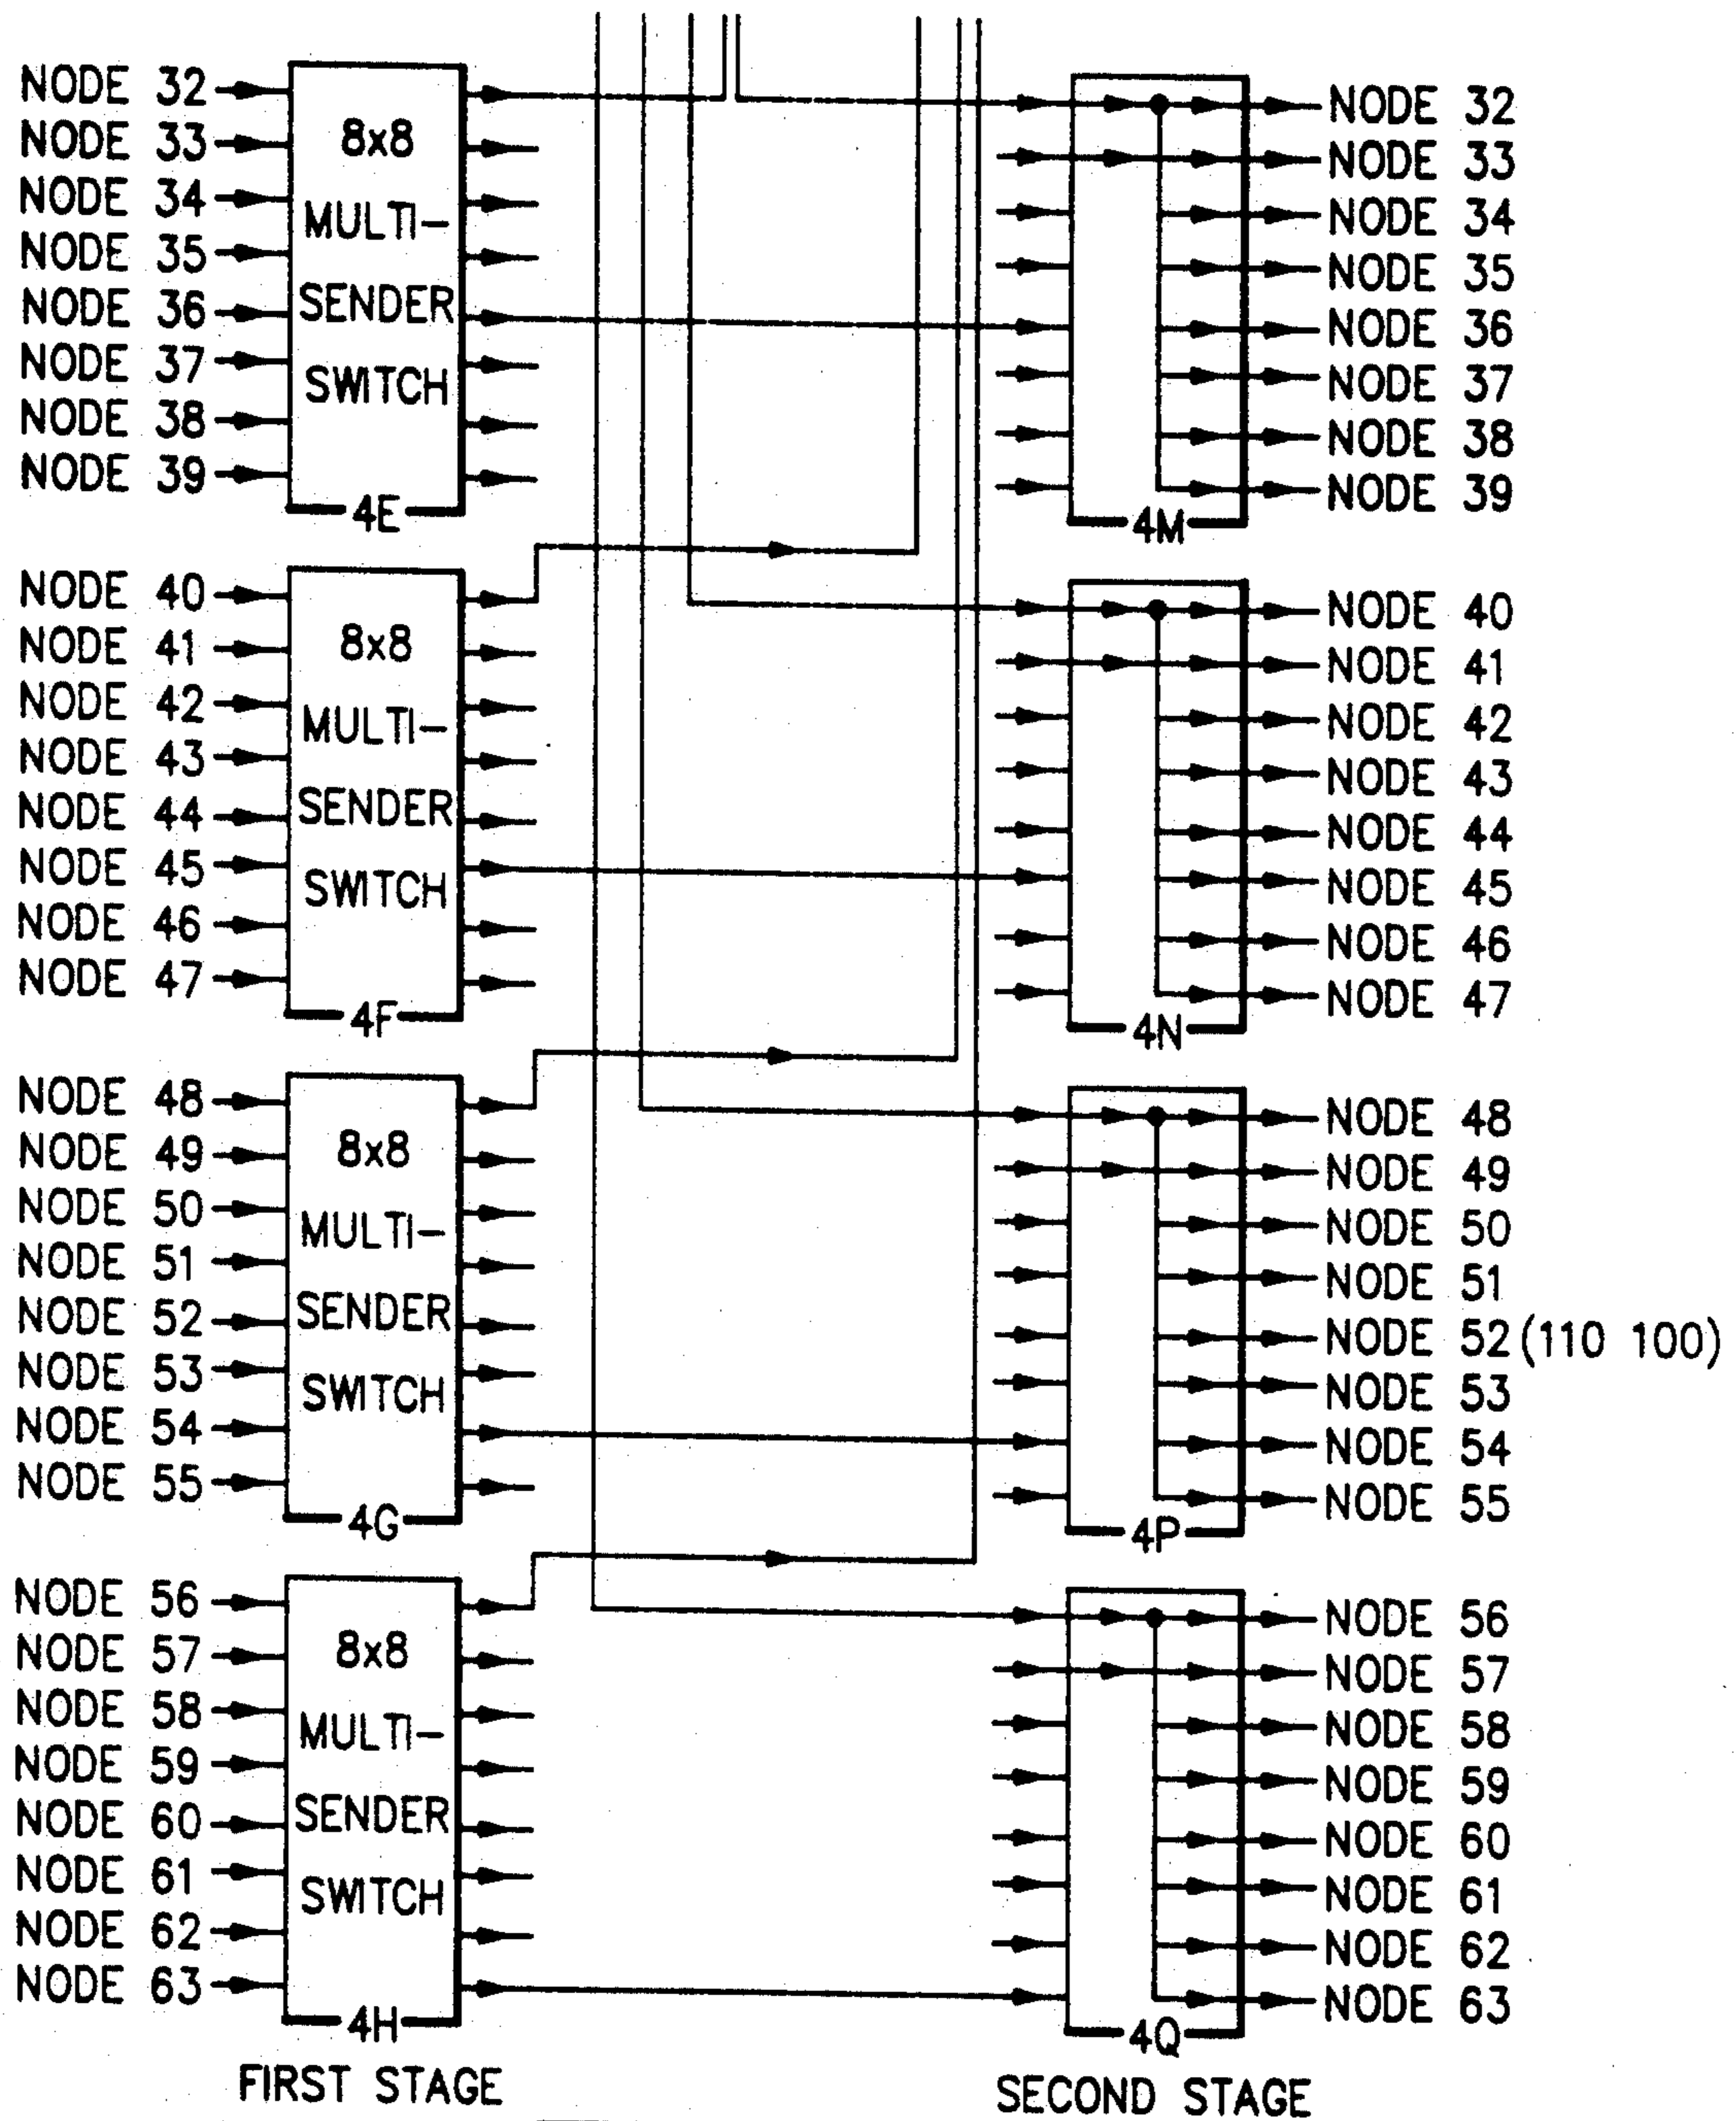 NODE 32
NODE 33
NODE 34
NODE 35
NODE 36
NODE 37
NODE 38
NODE 39
8x8
MULTI-
SENDER
SWITCH
4E
NODE 32
NODE 33
NODE 34
NODE 35
NODE 36
NODE 37
NODE 38
NODE 39
4M
NODE 40
NODE 41
NODE 42
NODE 43
NODE 44
NODE 45
NODE 46
NODE 47
8x8
MULTI-
SENDER
SWITCH
4F
NODE 40
NODE 41
NODE 42
NODE 43
NODE 44
NODE 45
NODE 46
NODE 47
4N
NODE 48
NODE 49
NODE 50
NODE 51
NODE 52
NODE 53
NODE 54
NODE 55
8x8
MULTI-
SENDER
SWITCH
4G
NODE 48
NODE 49
NODE 50
NODE 51
NODE 52 (110 100)
NODE 53
NODE 54
NODE 55
4P
NODE 56
NODE 57
NODE 58
NODE 59
NODE 60
NODE 61
NODE 62
NODE 63
8x8
MULTI-
SENDER
SWITCH
4H
NODE 56
NODE 57
NODE 58
NODE 59
NODE 60
NODE 61
NODE 62
NODE 63
4Q
FIRST STAGE
SECOND STAGE